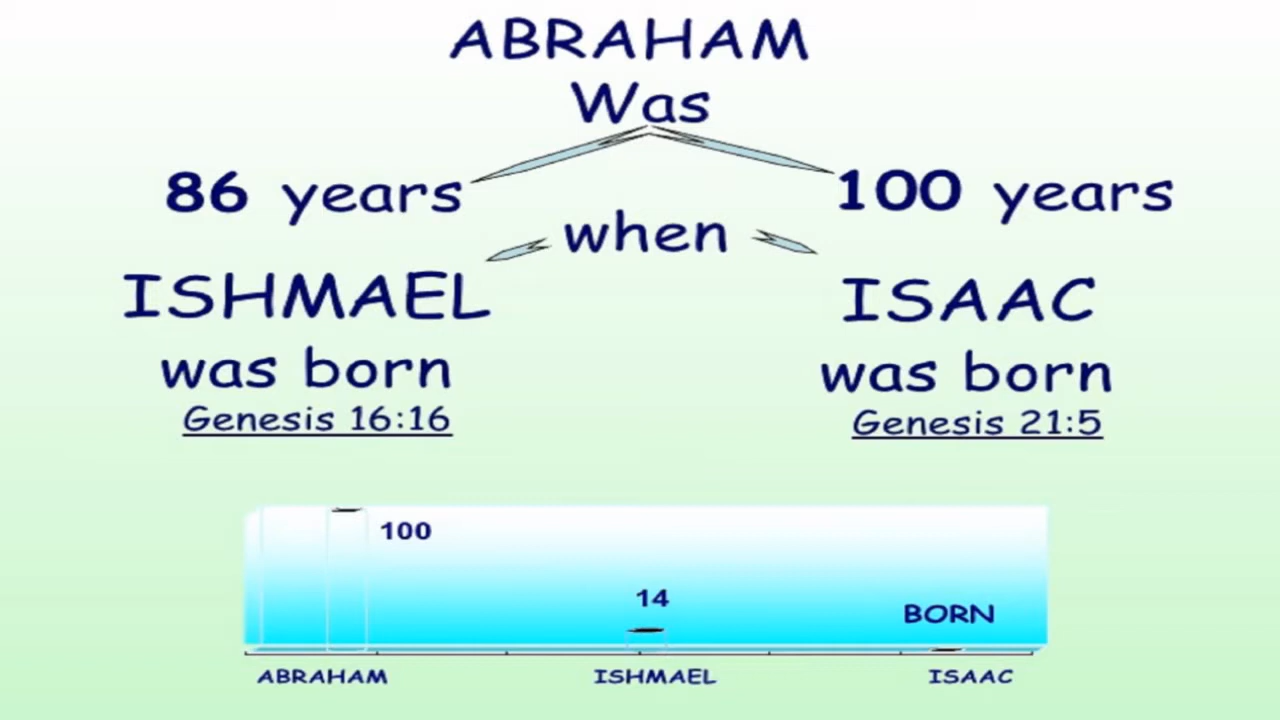 ABRAHAM
Was
86 years
100 years
when
ISHMAEL
ISAAC
was born
was born
Genesis 16:16
Genesis 21:5
100
14
BORN
ABRAHAM
ISHMAEL
ISAAC